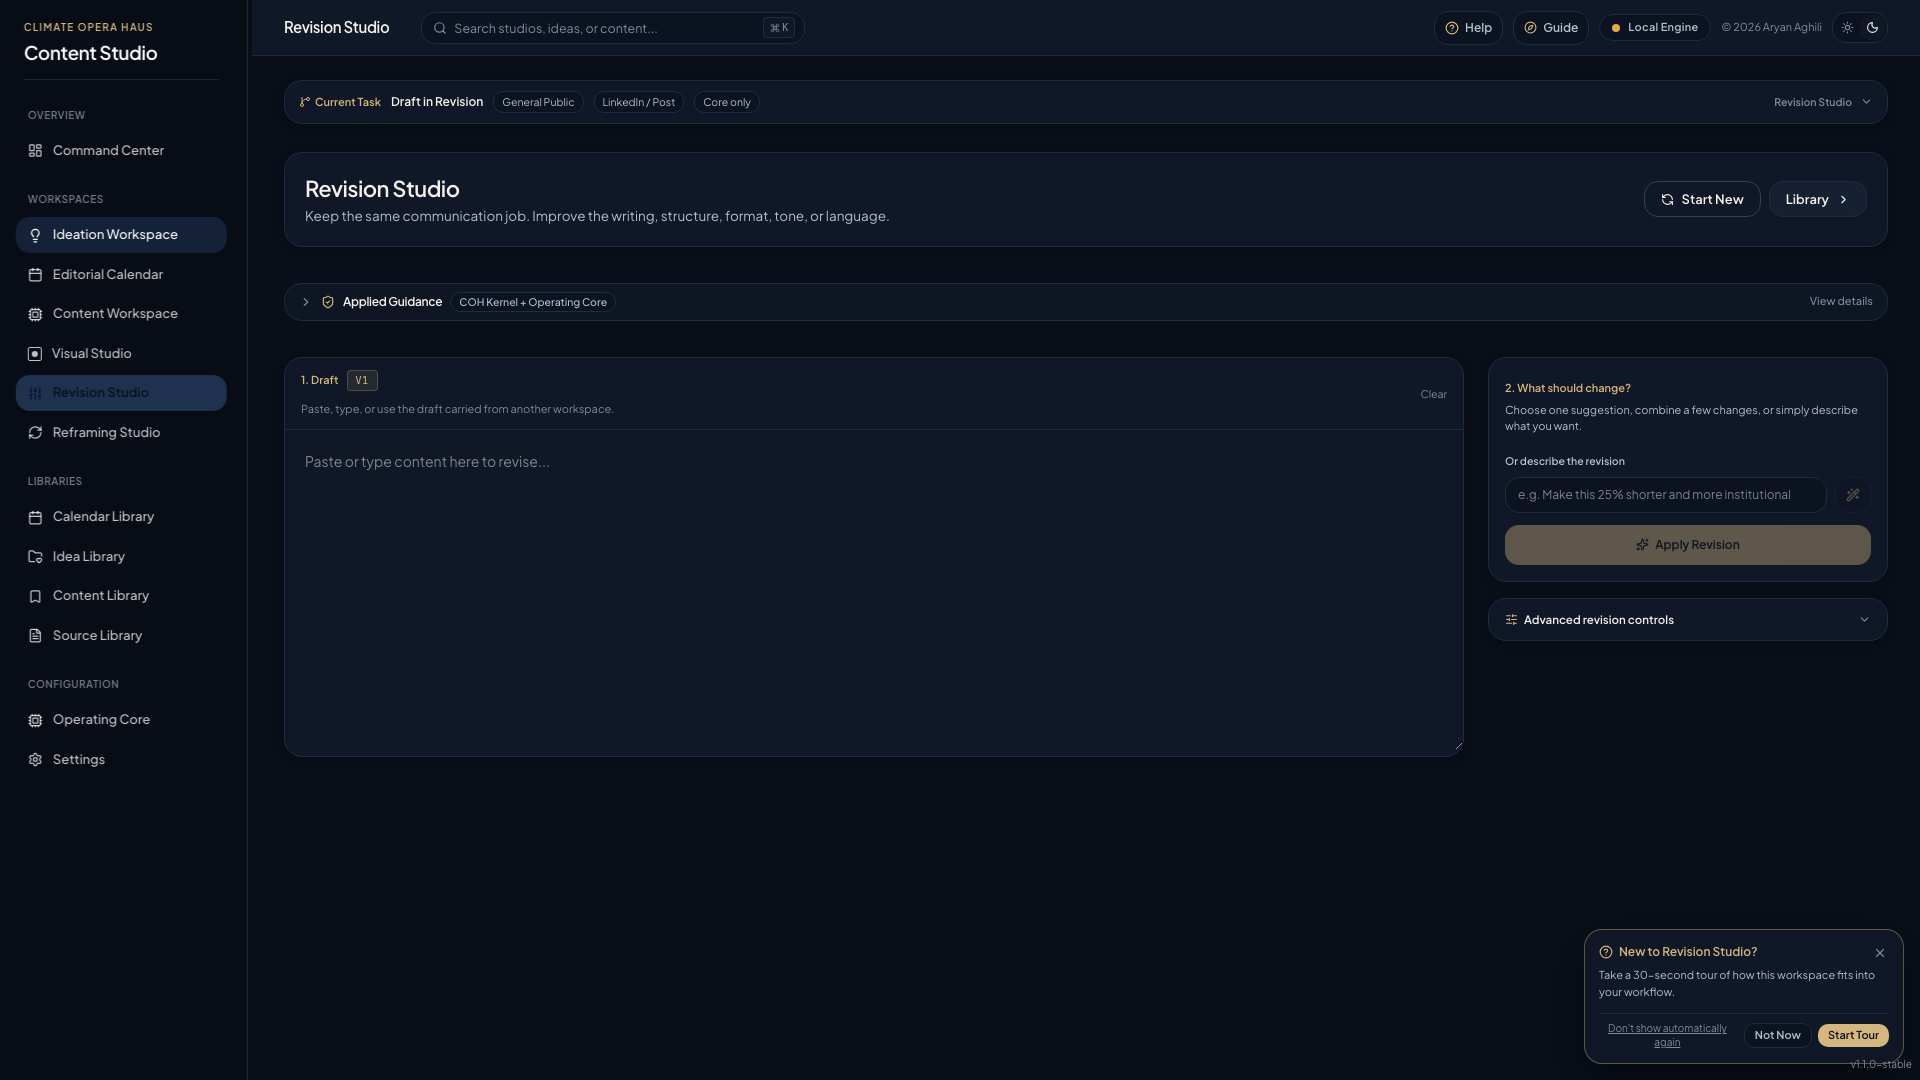 CLIMATE OPERA HAUS
Content Studio
OVERVIEW
Command Center
WORKSPACES
Ideation Workspace
Editorial Calendar
Content Workspace
Visual Studio
Revision Studio
Reframing Studio
LIBRARIES
Calendar Library
Idea Library
Content Library
Source Library
CONFIGURATION
Operating Core
Settings
Revision Studio
Search studios, ideas, or content...
⌘ K
Help
Guide
Local Engine
© 2026 Aryan Aghili
Current Task
Draft in Revision
General Public
LinkedIn / Post
Core only
Revision Studio
Revision Studio
Keep the same communication job. Improve the writing, structure, format, tone, or language.
Start New
Library
Applied Guidance
COH Kernel + Operating Core
View details
1. Draft
V1
Paste, type, or use the draft carried from another workspace.
Clear
Paste or type content here to revise...
2. What should change?
Choose one suggestion, combine a few changes, or simply describe
what you want.
Or describe the revision
e.g. Make this 25% shorter and more institutional
Apply Revision
Advanced revision controls
New to Revision Studio?
Take a 30-second tour of how this workspace fits into
your workflow.
Don't show automatically
again
Not Now
Start Tour
v1.1.0-stable